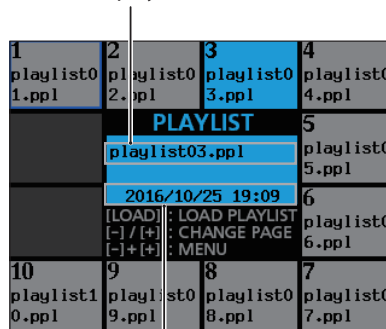 1
playlist0
1.ppl
2
playlist0
2.ppl
3
playlist0
3.ppl
4
playlist0
4.ppl
PLAYLIST
playlist03.ppl
2016/10/25 19:09
[LOAD] : LOAD PLAYLIST
[-] / [+] : CHANGE PAGE
[-] + [+] : MENU
5
playlist0
5.ppl
6
playlist0
6.ppl
10
playlist1
0.ppl
9
playlist0
9.ppl
8
playlist0
8.ppl
7
playlist0
7.ppl